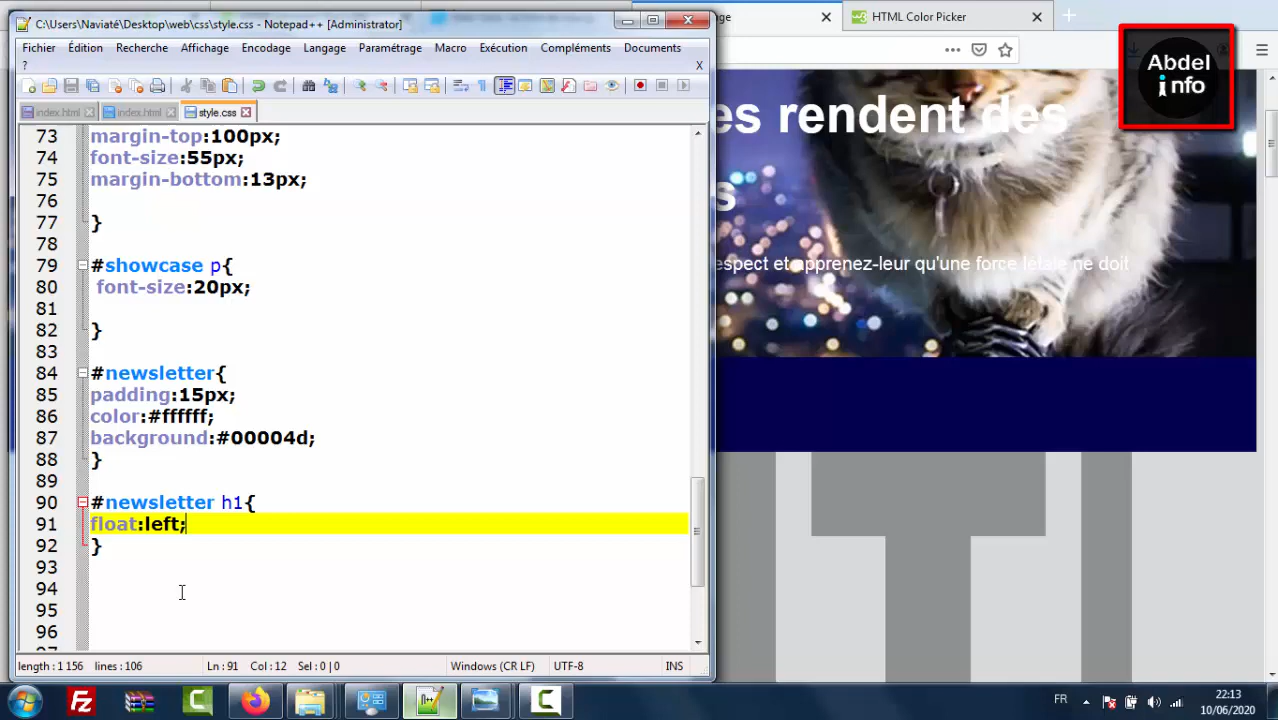 C:\Users\Naviaté\Desktop\web\css\style.css - Notepad++ [Administrator]
Fichier Édition Recherche Affichage Encodage Langage Paramétrage Macro Exécution Compléments Documents
? X
index.html index.html style.css
HTML Color Picker
Abdel
info
73 margin-top:100px;
74 font-size:55px;
75 margin-bottom:13px;
76
77 }
78
79 #showcase p{
80 font-size:20px;
81
82 }
83
84 #newsletter{
85 padding:15px;
86 color:#ffffff;
87 background:#00004d;
88 }
89
90 #newsletter h1{
91 float:left;
92 }
93
94
95
96
es rendent des
s
espect et apprenez-leur qu'une force létale ne doit
length : 1 156 lines : 106 Ln : 91 Col : 12 Sel : 0 | 0 Windows (CR LF) UTF-8 INS
FR
22:13
10/06/2020